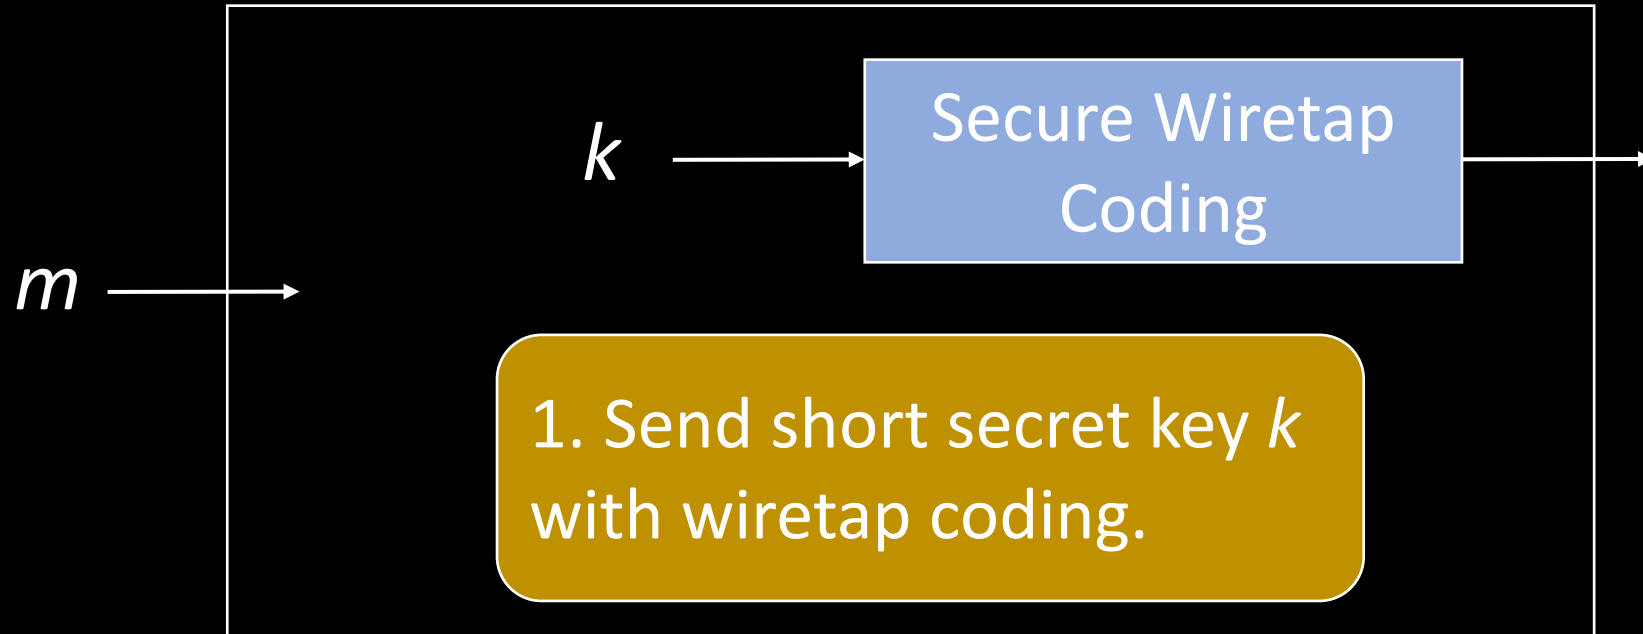 k
Secure Wiretap
Coding
m
1. Send short secret key k
with wiretap coding.